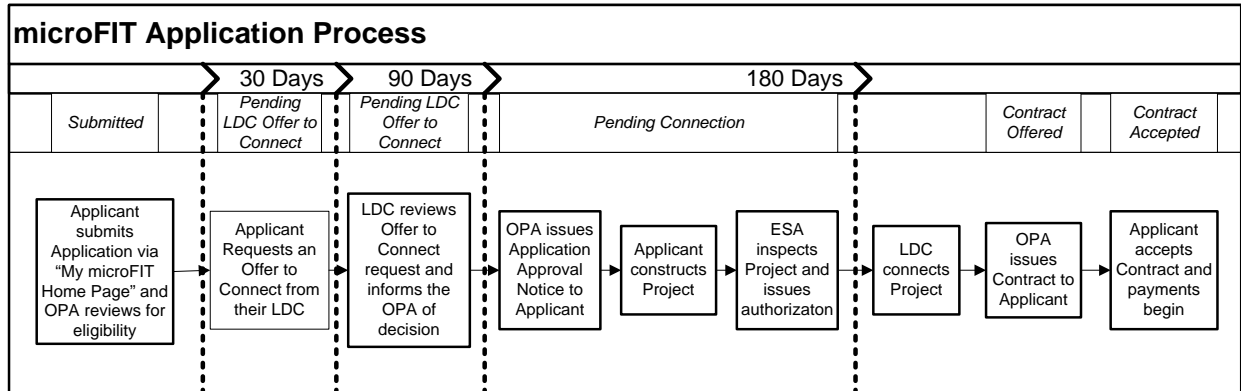 microFIT Application Process
30 Days
90 Days
180 Days
Submitted
Pending
LDC Offer to
Connect
Pending LDC
Offer to
Connect
Pending Connection
Contract
Offered
Contract
Accepted
Applicant
submits
Application via
“My microFIT
Home Page” and
OPA reviews for
eligibility
Applicant
Requests an
Offer to
Connect from
their LDC
LDC reviews
Offer to
Connect
request and
informs the
OPA of
decision
OPA issues
Application
Approval
Notice to
Applicant
Applicant
constructs
Project
ESA
inspects
Project and
issues
authorizaton
LDC
connects
Project
OPA
issues
Contract to
Applicant
Applicant
accepts
Contract and
payments
begin